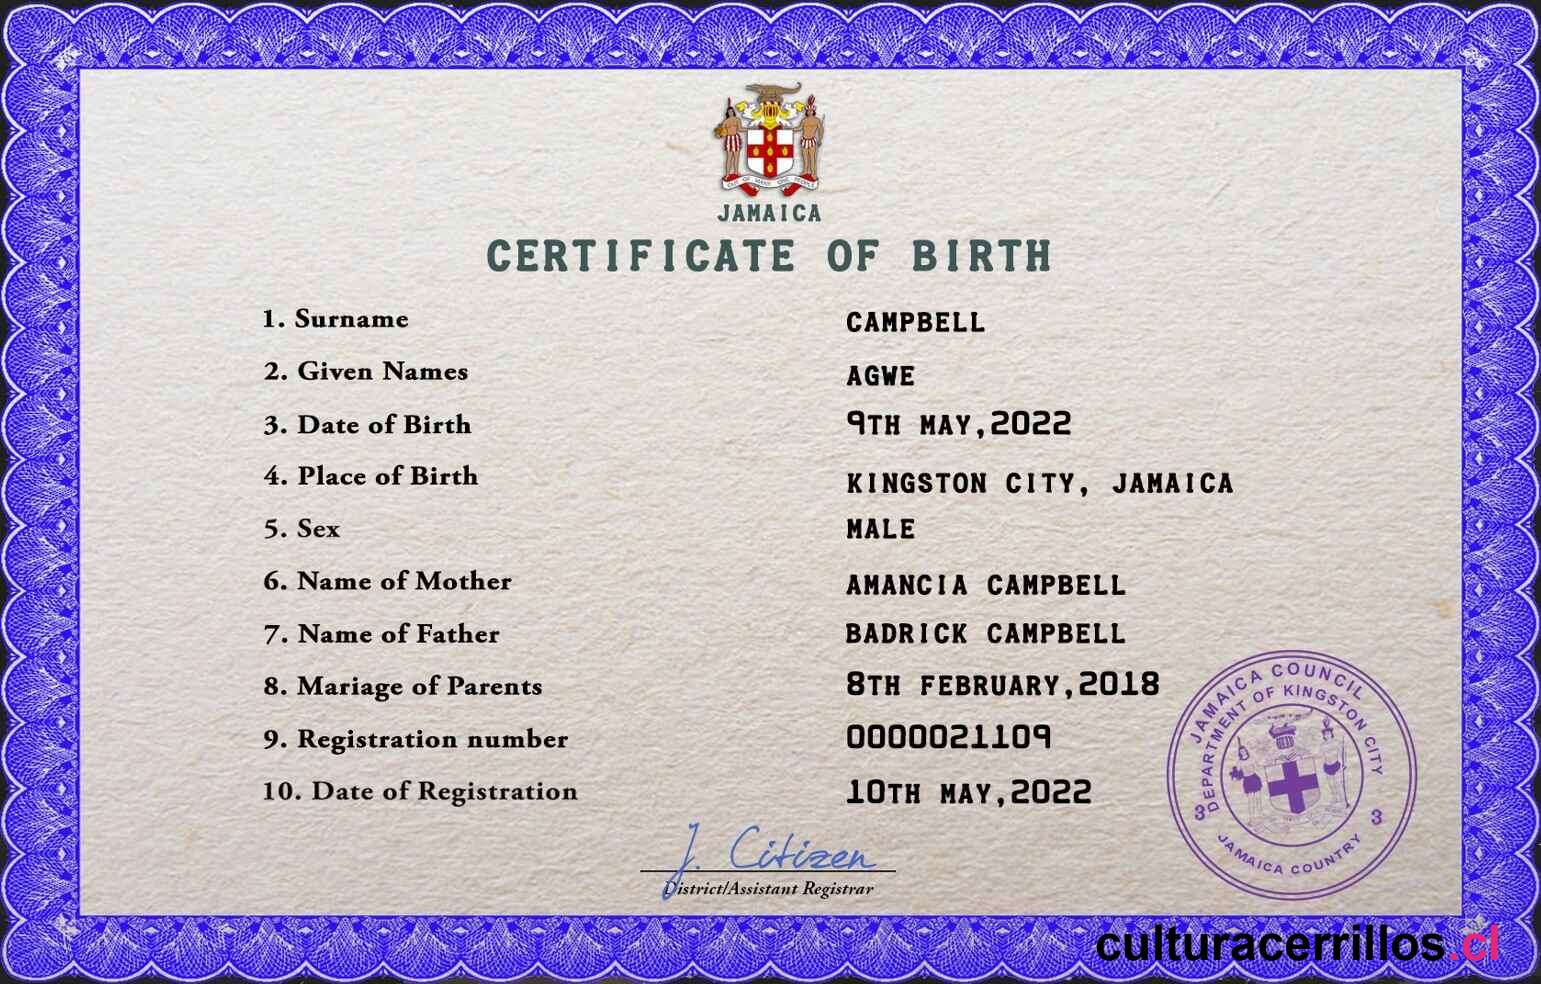 OUT OF MANY ONE PEOPLE
JAMAICA
CERTIFICATE OF BIRTH
1. Surname CAMPBELL
2. Given Names AGWE
3. Date of Birth 9TH MAY,2022
4. Place of Birth KINGSTON CITY, JAMAICA
5. Sex MALE
6. Name of Mother AMANCIA CAMPBELL
7. Name of Father BADRICK CAMPBELL
8. Mariage of Parents 8TH FEBRUARY,2018
9. Registration number 0000021109
10. Date of Registration 10TH MAY,2022
JAMAICA COUNCIL
DEPARTMENT OF KINGSTON CITY
3 3
JAMAICA COUNTRY
J. Citizen
District/Assistant Registrar
culturacerrillos.cl